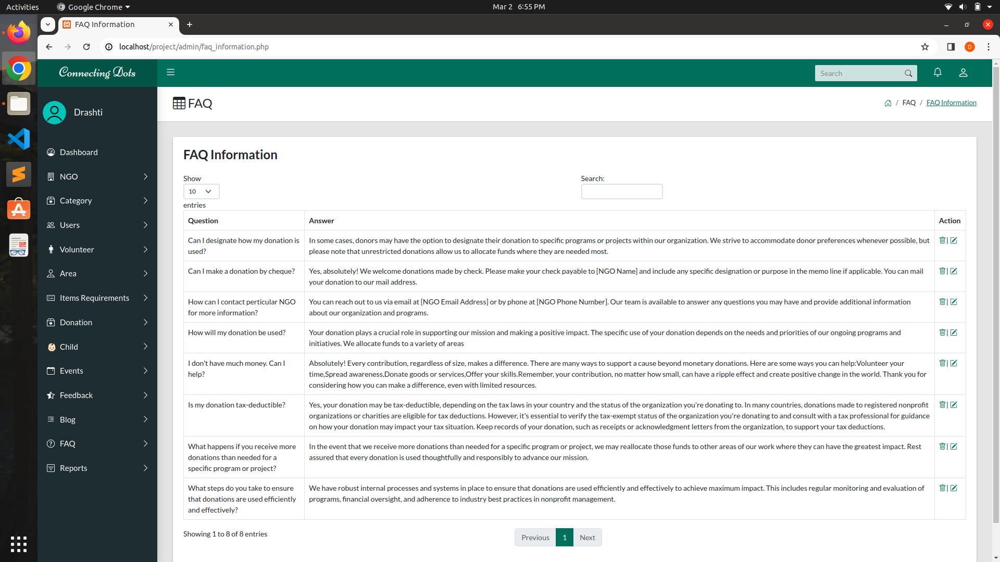 Activities
Google Chrome
Mar 2 6:55 PM
FAQ Information
localhost/project/admin/faq_information.php
D
Connecting Dots
Search
Drashti
FAQ
/ FAQ / FAQ Information
Dashboard
NGO
Category
Users
Volunteer
Area
Items Requirements
Donation
Child
Events
Feedback
Blog
FAQ
Reports
FAQ Information
Show
10
entries
Search:
Question Answer Action
Can I designate how my donation is
used?
In some cases, donors may have the option to designate their donation to specific programs or projects within our organization. We strive to accommodate donor preferences whenever possible, but
please note that unrestricted donations allow us to allocate funds where they are needed most.
|
Can I make a donation by cheque?
Yes, absolutely! We welcome donations made by check. Please make your check payable to [NGO Name] and include any specific designation or purpose in the memo line if applicable. You can mail
your donation to our mail address.
|
How can I contact perticular NGO
for more information?
You can reach out to us via email at [NGO Email Address] or by phone at [NGO Phone Number]. Our team is available to answer any questions you may have and provide additional information
about our organization and programs.
|
How will my donation be used?
Your donation plays a crucial role in supporting our mission and making a positive impact. The specific use of your donation depends on the needs and priorities of our ongoing programs and
initiatives. We allocate funds to a variety of areas
|
I don't have much money. Can I
help?
Absolutely! Every contribution, regardless of size, makes a difference. There are many ways to support a cause beyond monetary donations. Here are some ways you can help:Volunteer your
time,Spread awareness,Donate goods or services,Offer your skills.Remember, your contribution, no matter how small, can have a ripple effect and create positive change in the world. Thank you for
considering how you can make a difference, even with limited resources.
|
Is my donation tax-deductible?
Yes, your donation may be tax-deductible, depending on the tax laws in your country and the status of the organization you're donating to. In many countries, donations made to registered nonprofit
organizations or charities are eligible for tax deductions. However, it's essential to verify the tax-exempt status of the organization you're donating to and consult with a tax professional for guidance
on how your donation may impact your tax situation. Keep records of your donation, such as receipts or acknowledgment letters from the organization, to support your tax deductions.
|
What happens if you receive more
donations than needed for a
specific program or project?
In the event that we receive more donations than needed for a specific program or project, we may reallocate those funds to other areas of our work where they can have the greatest impact. Rest
assured that every donation is used thoughtfully and responsibly to advance our mission.
|
What steps do you take to ensure
that donations are used efficiently
and effectively?
We have robust internal processes and systems in place to ensure that donations are used efficiently and effectively to achieve maximum impact. This includes regular monitoring and evaluation of
programs, financial oversight, and adherence to industry best practices in nonprofit management.
|
Showing 1 to 8 of 8 entries
Previous 1 Next